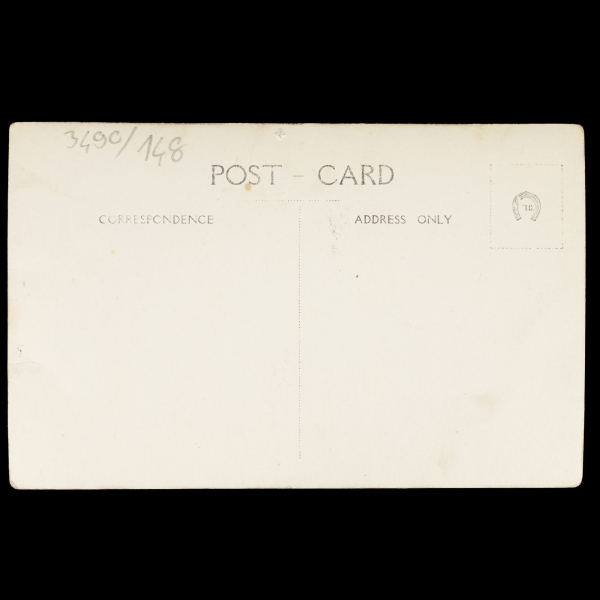 3490/148
POST - CARD
CORRESPONDENCE
ADDRESS ONLY